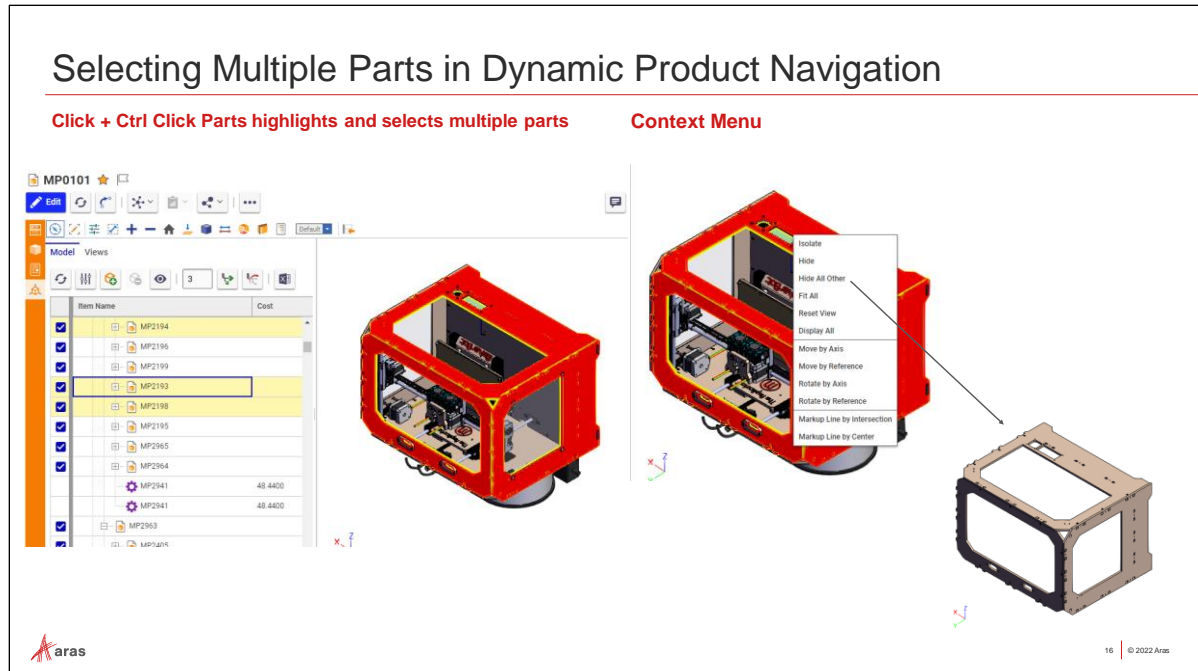 Selecting Multiple Parts in Dynamic Product Navigation
Click + Ctrl Click Parts highlights and selects multiple parts
Context Menu
MP0101
Edit
Default
Model Views
3
Item Name Cost
MP2194
MP2196
MP2199
MP2193
MP2198
MP2195
MP2965
MP2964
MP2941 48.4400
MP2941 48.4400
MP2963
MP2405
X Z
Isolate
Hide
Hide All Other
Fit All
Reset View
Display All
Move by Axis
Move by Reference
Rotate by Axis
Rotate by Reference
Markup Line by Intersection
Markup Line by Center
X Z
X Z
Y
aras
16 © 2022 Aras